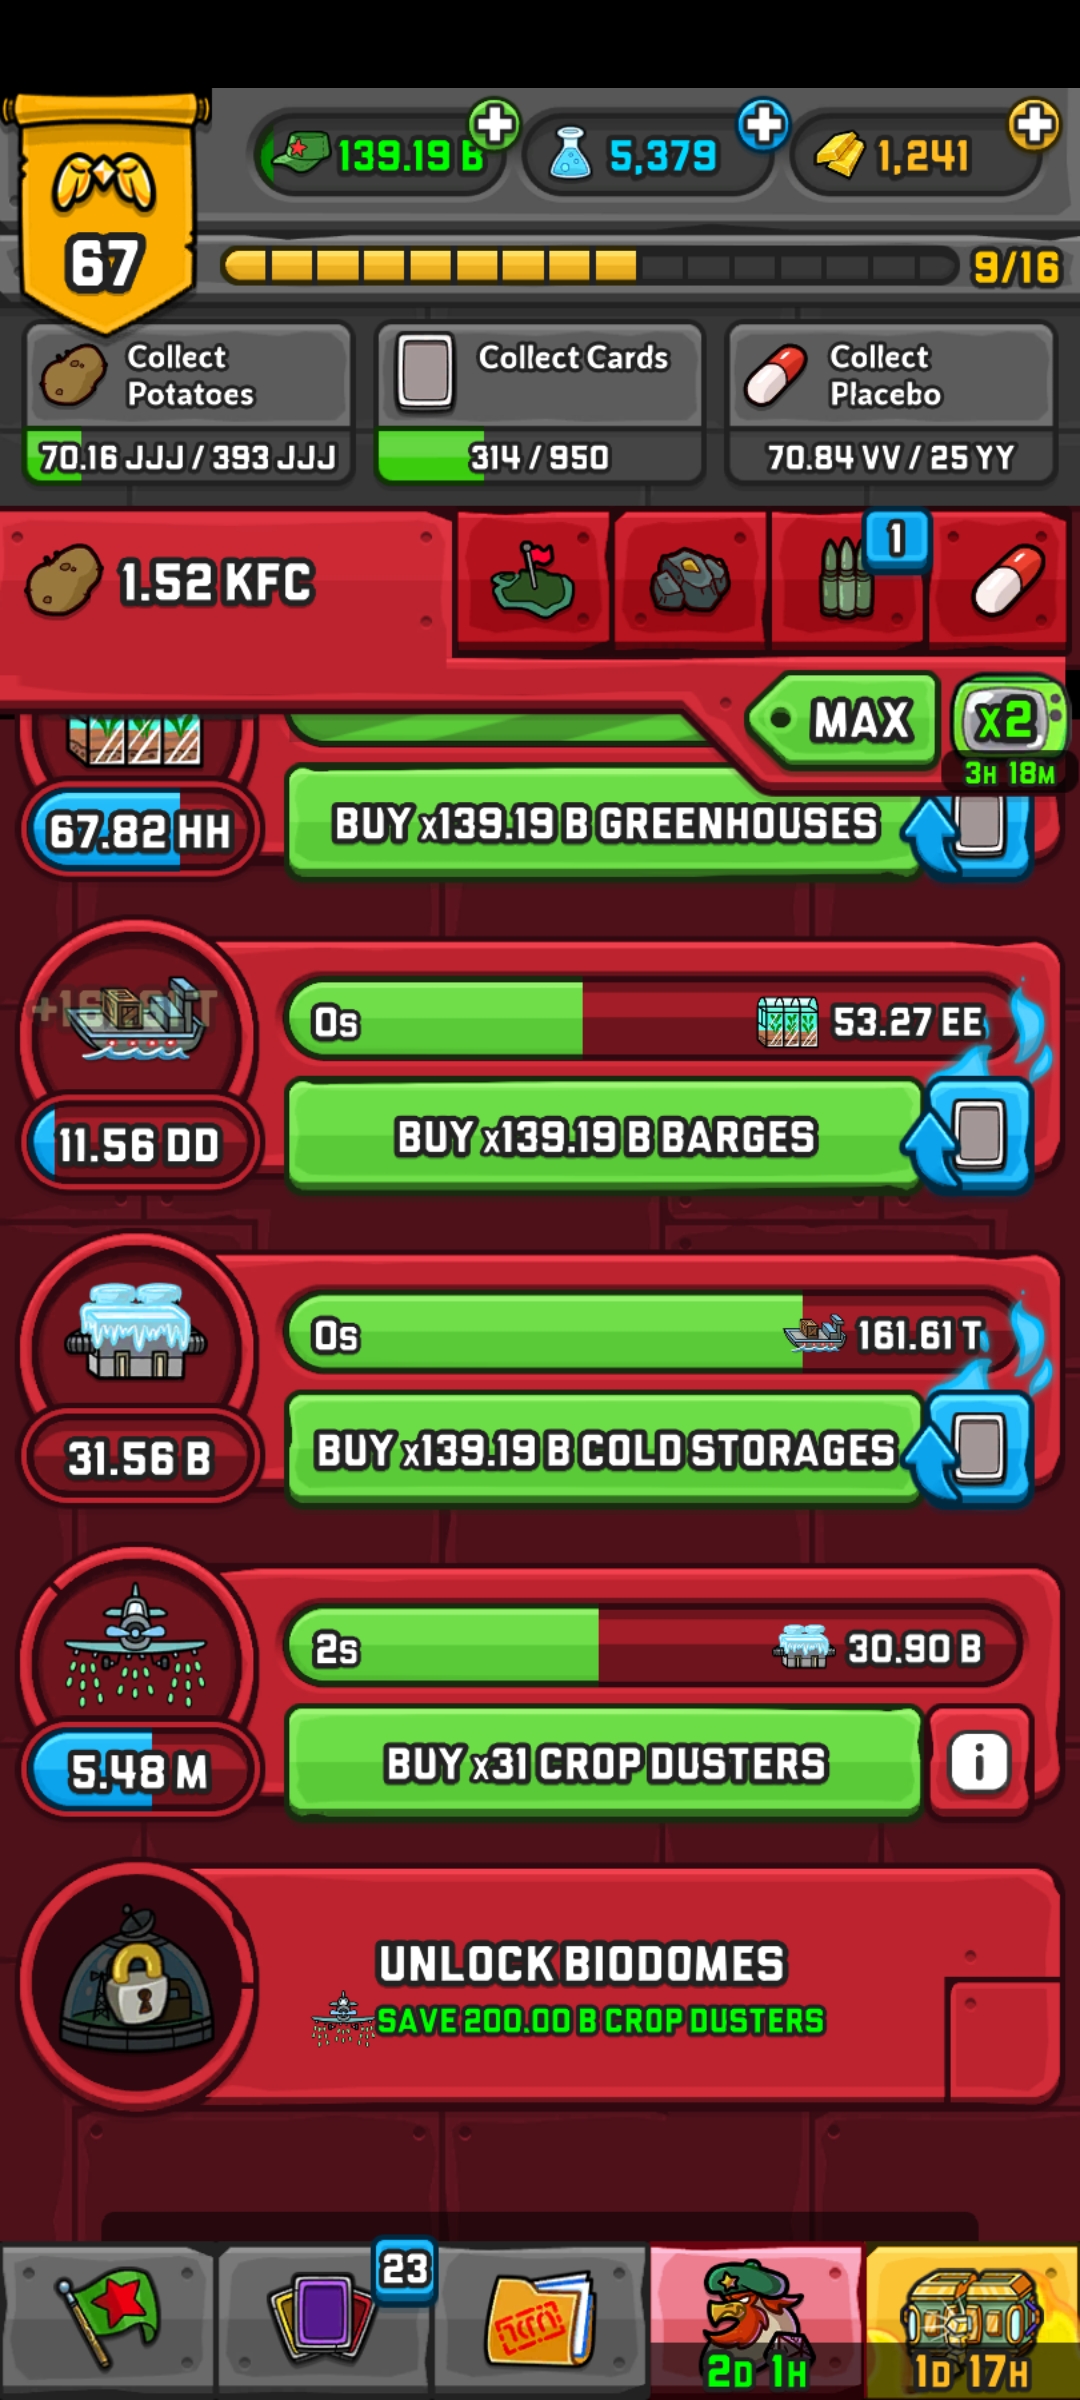 139.19 B
5,379
1,241
67
9/16
Collect
Potatoes
70.16 JJJ / 393 JJJ
Collect Cards
314 / 950
Collect
Placebo
70.84 VV / 25 YY
1.52 KFC
1
MAX
x2
3H 18M
67.82 HH
BUY x139.19 B GREENHOUSES
0s
53.27 EE
11.56 DD
BUY x139.19 B BARGES
0s
161.61 T
31.56 B
BUY x139.19 B COLD STORAGES
2s
30.90 B
5.48 M
BUY x31 CROP DUSTERS
i
UNLOCK BIODOMES
SAVE 200.00 B CROP DUSTERS
23
2D 1H
1D 17H